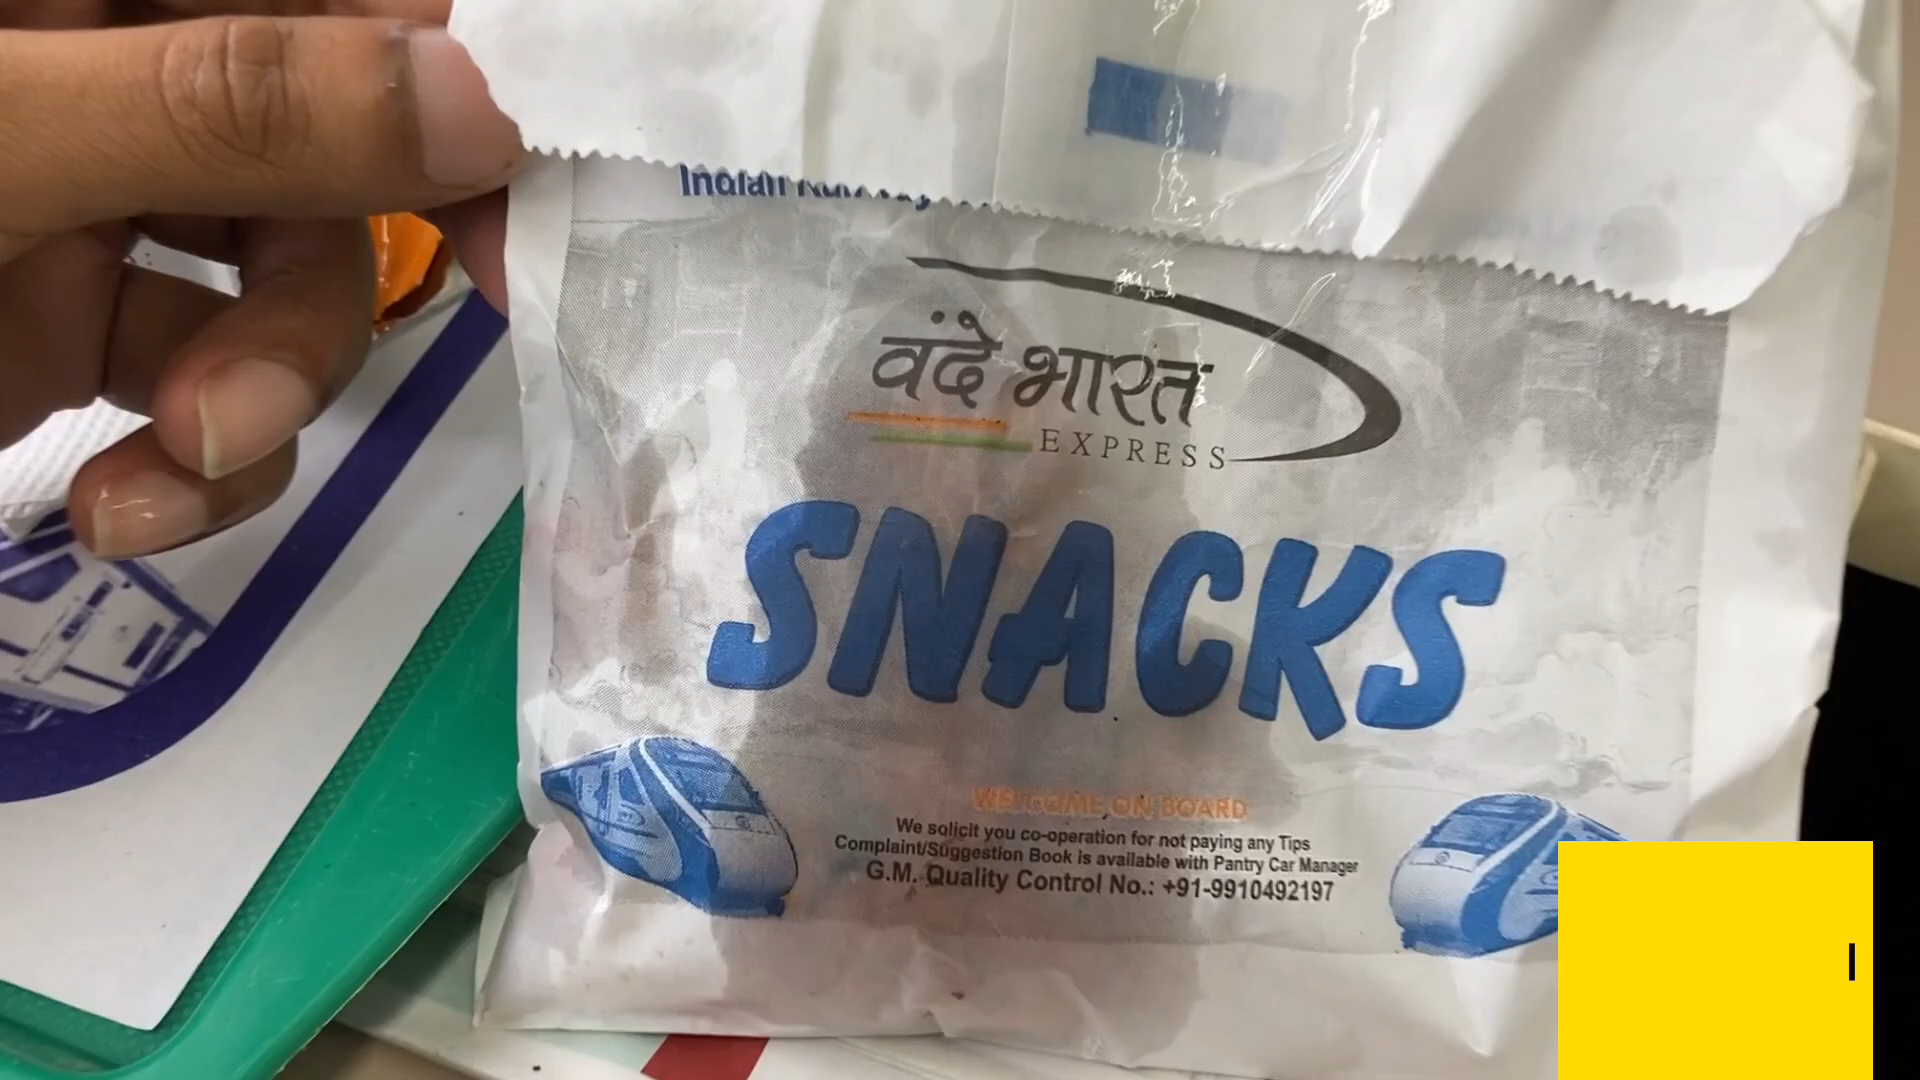 वंदे भारत
EXPRESS
SNACKS
WELCOME ON BOARD
We solicit you co-operation for not paying any Tips
Complaint/Suggestion Book is available with Pantry Car Manager
G.M. Quality Control No.: +91-9910492197